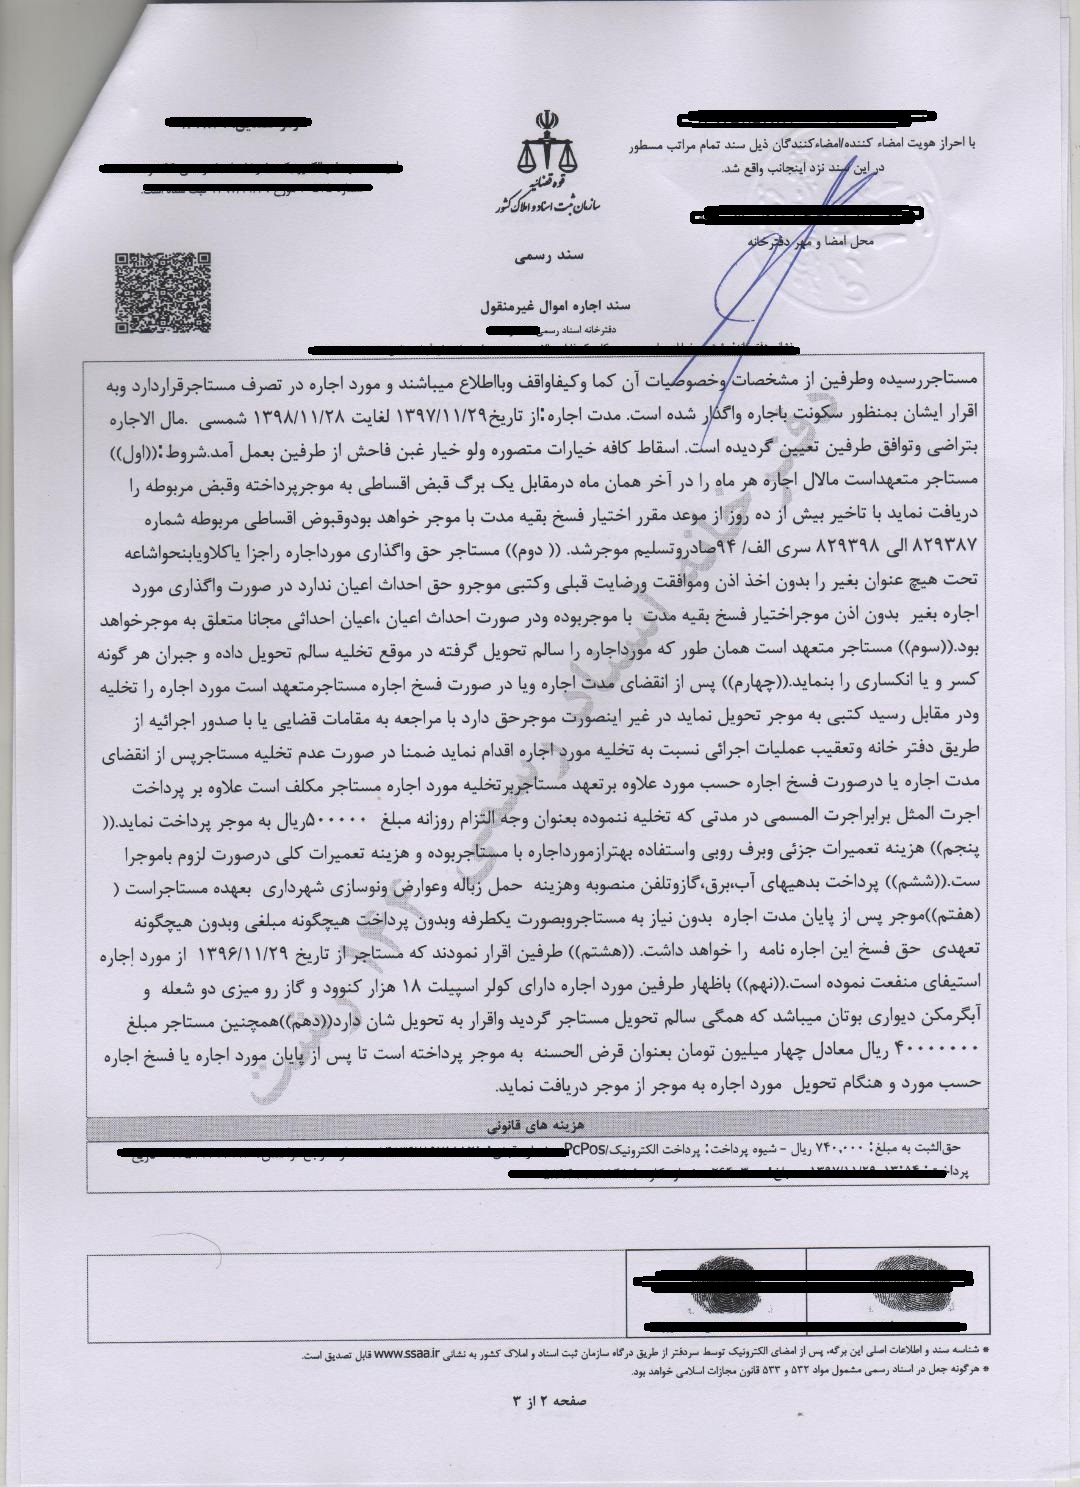 با احراز هویت امضاء کننده/امضاءکنندگان ذیل سند تمام مراتب مسطور
در این سند نزد اینجانب واقع شد.
محل امضا و مهر دفترخانه
قوه قضائیه
سازمان ثبت اسناد و املاک کشور
سند رسمی
سند اجاره اموال غیرمنقول
دفترخانه اسناد رسمی
مستاجررسیده وطرفین از مشخصات وخصوصیات آن کما وکیفاواقف وبااطلاع میباشند و مورد اجاره در تصرف مستاجرقراردارد وبه
اقرار ایشان بمنظور سکونت باجاره واگذار شده است. مدت اجاره :از تاریخ۱۳۹۷/۱۱/۲۹ لغایت ۱۳۹۸/۱۱/۲۸ شمسی .مال الاجاره
بتراضی وتوافق طرفین تعیین گردیده است. اسقاط کافه خیارات متصوره ولو خیار غبن فاحش از طرفین بعمل آمد.شروط :((اول))
مستاجر متعهداست مالال اجاره هر ماه را در آخر همان ماه درمقابل یک برگ قبض اقساطی به موجرپرداخته وقبض مربوطه را
دریافت نماید با تاخیر بیش از ده روز از موعد مقرر اختیار فسخ بقیه مدت با موجر خواهد بودوقبوض اقساطی مربوطه شماره
۸۲۹۳۸۷ الی ۸۲۹۳۹۸ سری الف/ ۹۴صادروتسلیم موجرشد. (( دوم)) مستاجر حق واگذاری مورداجاره راجزا یاکلاویابنحواشاعه
تحت هیچ عنوان بغیر را بدون اخذ اذن وموافقت ورضایت قبلی وکتبی موجرو حق احداث اعیان ندارد در صورت واگذاری مورد
اجاره بغیر بدون اذن موجراختیار فسخ بقیه مدت با موجربوده ودر صورت احداث اعیان ،اعیان احداثی مجانا متعلق به موجرخواهد
بود.((سوم)) مستاجر متعهد است همان طور که مورداجاره را سالم تحویل گرفته در موقع تخلیه سالم تحویل داده و جبران هر گونه
کسر و یا انکساری را بنماید.((چهارم)) پس از انقضای مدت اجاره ویا در صورت فسخ اجاره مستاجرمتعهد است مورد اجاره را تخلیه
ودر مقابل رسید کتبی به موجر تحویل نماید در غیر اینصورت موجرحق دارد با مراجعه به مقامات قضایی یا با صدور اجرائیه از
طریق دفتر خانه وتعقیب عملیات اجرائی نسبت به تخلیه مورد اجاره اقدام نماید ضمنا در صورت عدم تخلیه مستاجرپس از انقضای
مدت اجاره یا درصورت فسخ اجاره حسب مورد علاوه برتعهد مستاجربرتخلیه مورد اجاره مستاجر مکلف است علاوه بر پرداخت
اجرت المثل برابراجرت المسمی در مدتی که تخلیه ننموده بعنوان وجه التزام روزانه مبلغ ۵۰۰۰۰۰ریال به موجر پرداخت نماید.((
پنجم)) هزینه تعمیرات جزئی وبرف روبی واستفاده بهترازمورداجاره با مستاجربوده و هزینه تعمیرات کلی درصورت لزوم باموجرا
ست.((ششم)) پرداخت بدهیهای آب،برق،گازوتلفن منصوبه وهزینه حمل زباله وعوارض ونوسازی شهرداری بعهده مستاجراست (
(هفتم))موجر پس از پایان مدت اجاره بدون نیاز به مستاجروبصورت یکطرفه وبدون پرداخت هیچگونه مبلغی وبدون هیچگونه
تعهدی حق فسخ این اجاره نامه را خواهد داشت. ((هشتم)) طرفین اقرار نمودند که مستاجر از تاریخ ۱۳۹۶/۱۱/۲۹ از مورد اجاره
استیفای منفعت نموده است.((نهم)) باظهار طرفین مورد اجاره دارای کولر اسپیلت ۱۸ هزار کنوود و گاز رو میزی دو شعله و
آبگرمکن دیواری بوتان میباشد که همگی سالم تحویل مستاجر گردید واقرار به تحویل شان دارد((دهم))همچنین مستاجر مبلغ
۴۰۰۰۰۰۰۰ ریال معادل چهار میلیون تومان بعنوان قرض الحسنه به موجر پرداخته است تا پس از پایان مورد اجاره یا فسخ اجاره
حسب مورد و هنگام تحویل مورد اجاره به موجر از موجر دریافت نماید.
هزینه های قانونی
حق‌الثبت به مبلغ: ۷۴۰,۰۰۰ ریال - شیوه پرداخت: پرداخت الکترونیک/PcPos
پرداخت:
* شناسه سند و اطلاعات اصلی این برگه، پس از امضای الکترونیک توسط سردفتر از طریق درگاه سازمان ثبت اسناد و املاک کشور به نشانی www.ssaa.ir قابل تصدیق است.
* هرگونه جعل در اسناد رسمی مشمول مواد ۵۳۲ و ۵۳۳ قانون مجازات اسلامی خواهد بود.
صفحه ۲ از ۳